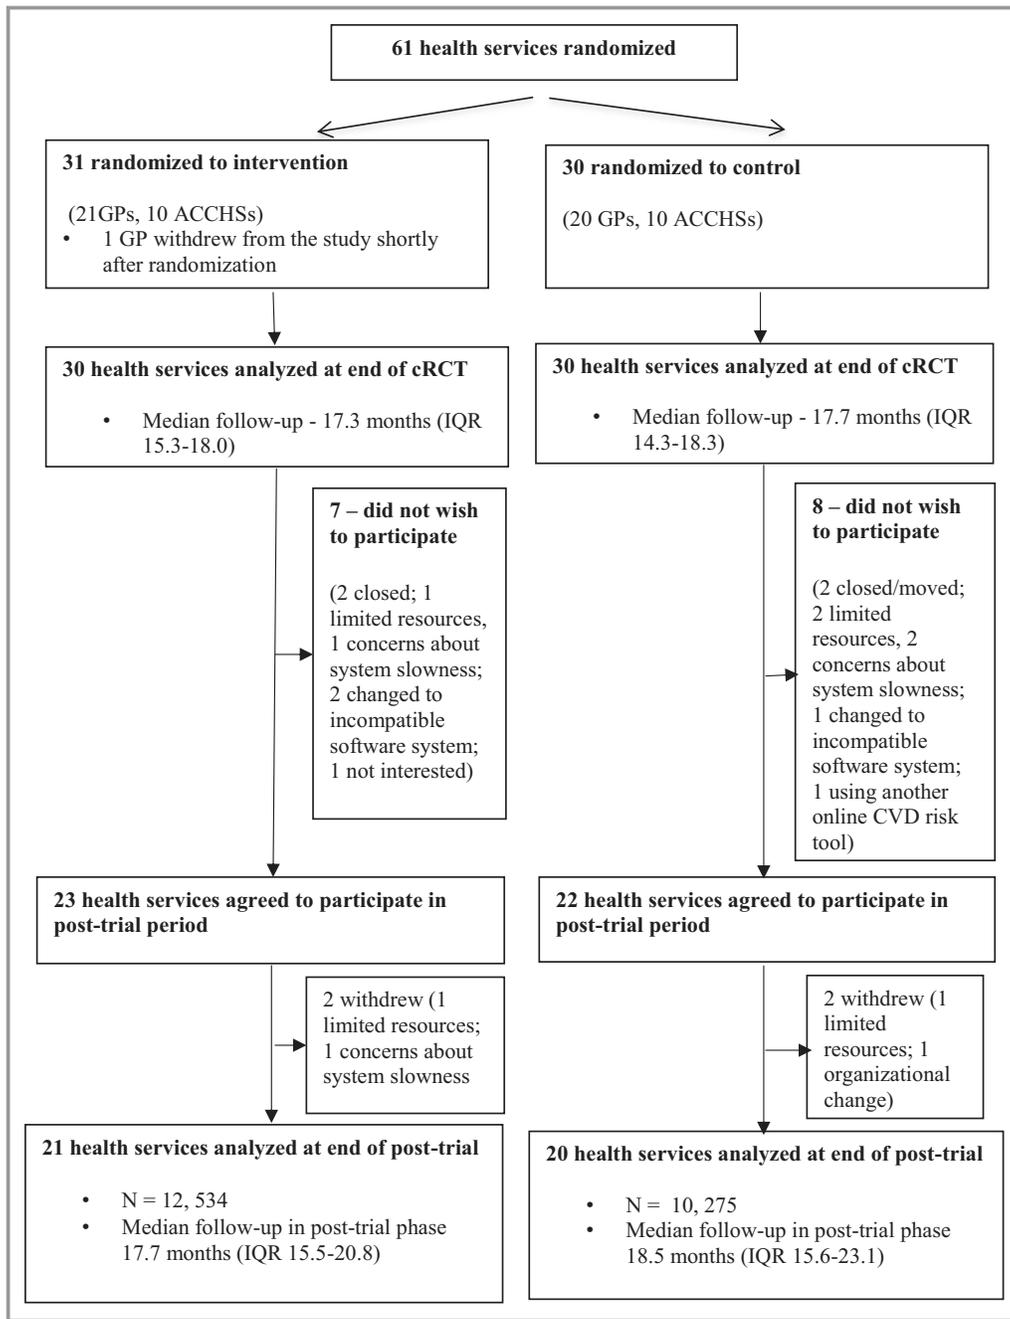 61 health services randomized
31 randomized to intervention
(21GPs, 10 ACCHSs)
• 1 GP withdrew from the study shortly
after randomization
30 randomized to control
(20 GPs, 10 ACCHSs)
30 health services analyzed at end of cRCT
• Median follow-up - 17.3 months (IQR
15.3-18.0)
30 health services analyzed at end of cRCT
• Median follow-up - 17.7 months (IQR
14.3-18.3)
7 – did not wish
to participate
(2 closed; 1
limited resources,
1 concerns about
system slowness;
2 changed to
incompatible
software system;
1 not interested)
8 – did not wish
to participate
(2 closed/moved;
2 limited
resources, 2
concerns about
system slowness;
1 changed to
incompatible
software system;
1 using another
online CVD risk
tool)
23 health services agreed to participate in
post-trial period
22 health services agreed to participate in
post-trial period
2 withdrew (1
limited resources;
1 concerns about
system slowness
2 withdrew (1
limited
resources; 1
organizational
change)
21 health services analyzed at end of post-trial
• N = 12, 534
• Median follow-up in post-trial phase
17.7 months (IQR 15.5-20.8)
20 health services analyzed at end of post-trial
• N = 10, 275
• Median follow-up in post-trial phase
18.5 months (IQR 15.6-23.1)